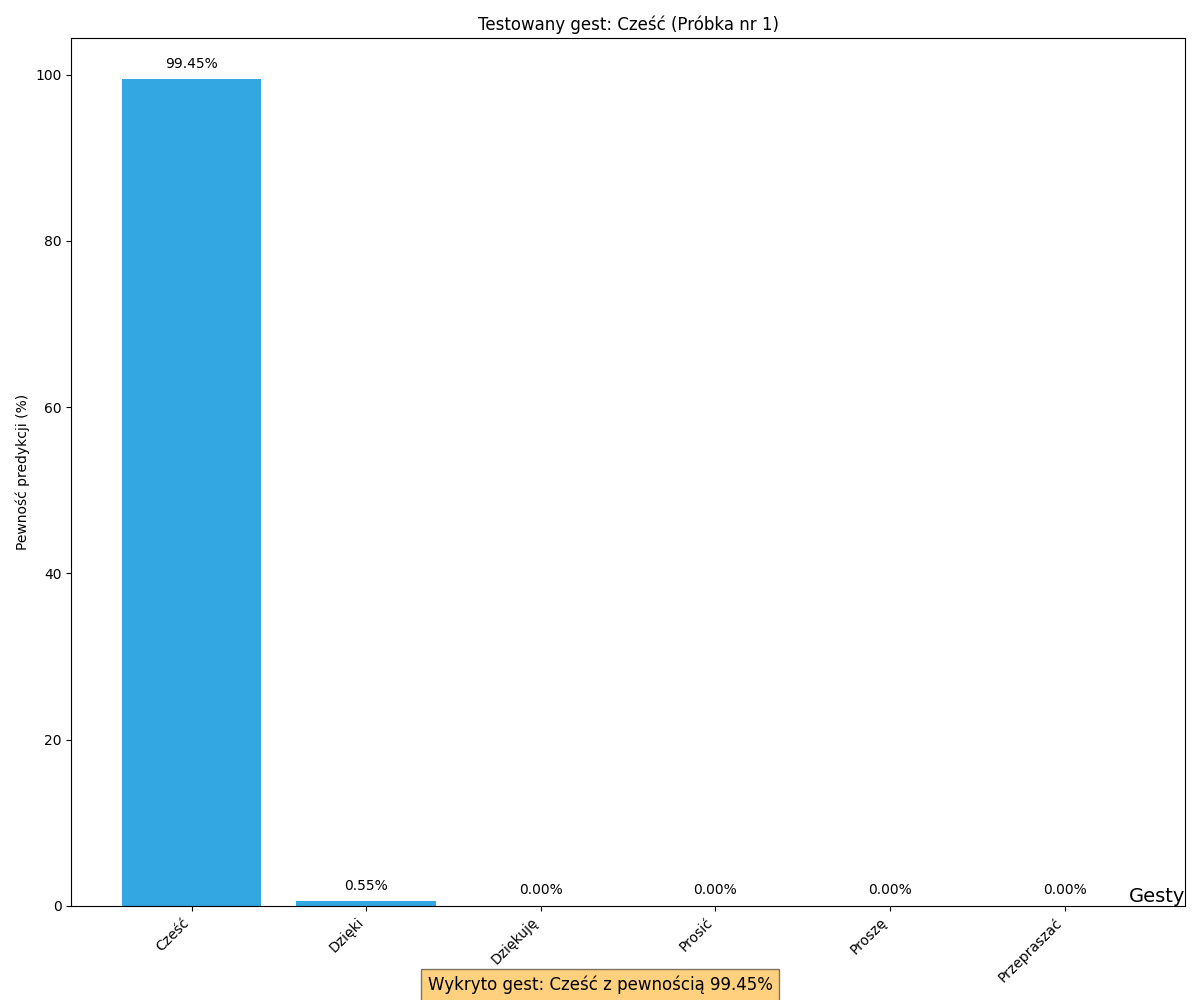 Testowany gest: Cześć (Próbka nr 1)
99.45%
100
80
60
40
20
0
Pewność predykcji (%)
0.55%
0.00%
0.00%
0.00%
0.00%
Gesty
Cześć
Dzięki
Dziękuję
Prosić
Proszę
Przepraszać
Wykryto gest: Cześć z pewnością 99.45%